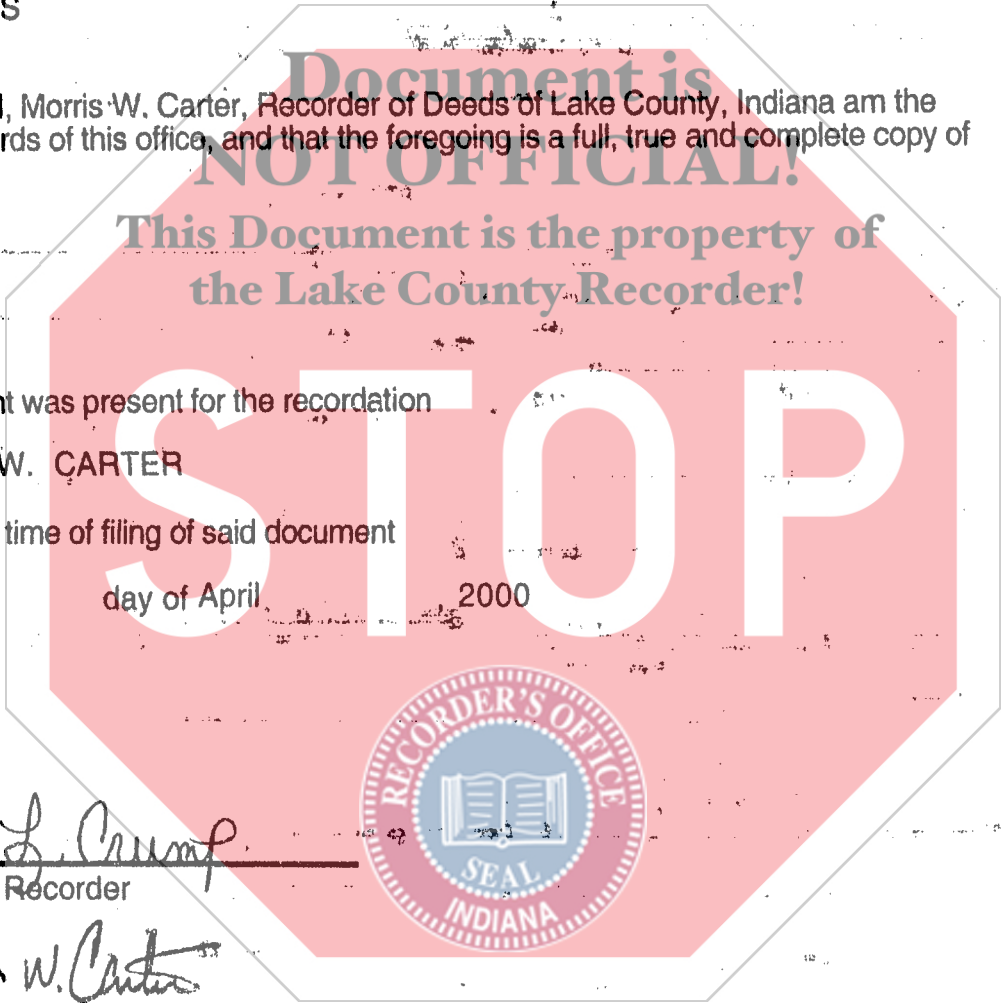 S
Document is
I, Morris W. Carter, Recorder of Deeds of Lake County, Indiana am the
rds of this office, and that the foregoing is a full, true and complete copy of
NOT OFFICIAL!
This Document is the property of
the Lake County Recorder!
STOP
nt was present for the recordation
W. CARTER
time of filing of said document
day of April 2000
RECORDER'S OFFICE
SEAL
INDIANA
L. Crump
Recorder
W. Carter